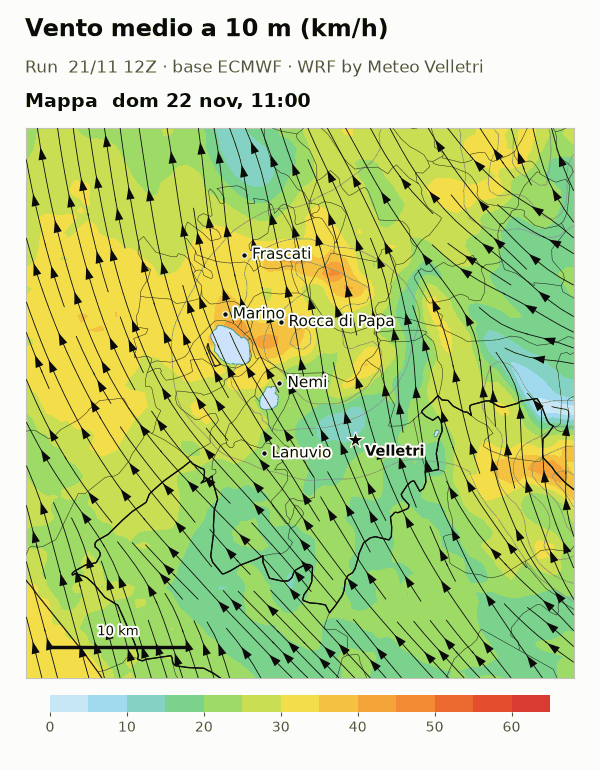 Vento medio a 10 m (km/h)
Run 21/11 12Z · base ECMWF · WRF by Meteo Velletri
Mappa dom 22 nov, 11:00
Frascati
Marino
Rocca di Papa
Nemi
Velletri
Lanuvio
10 km
0 10 20 30 40 50 60